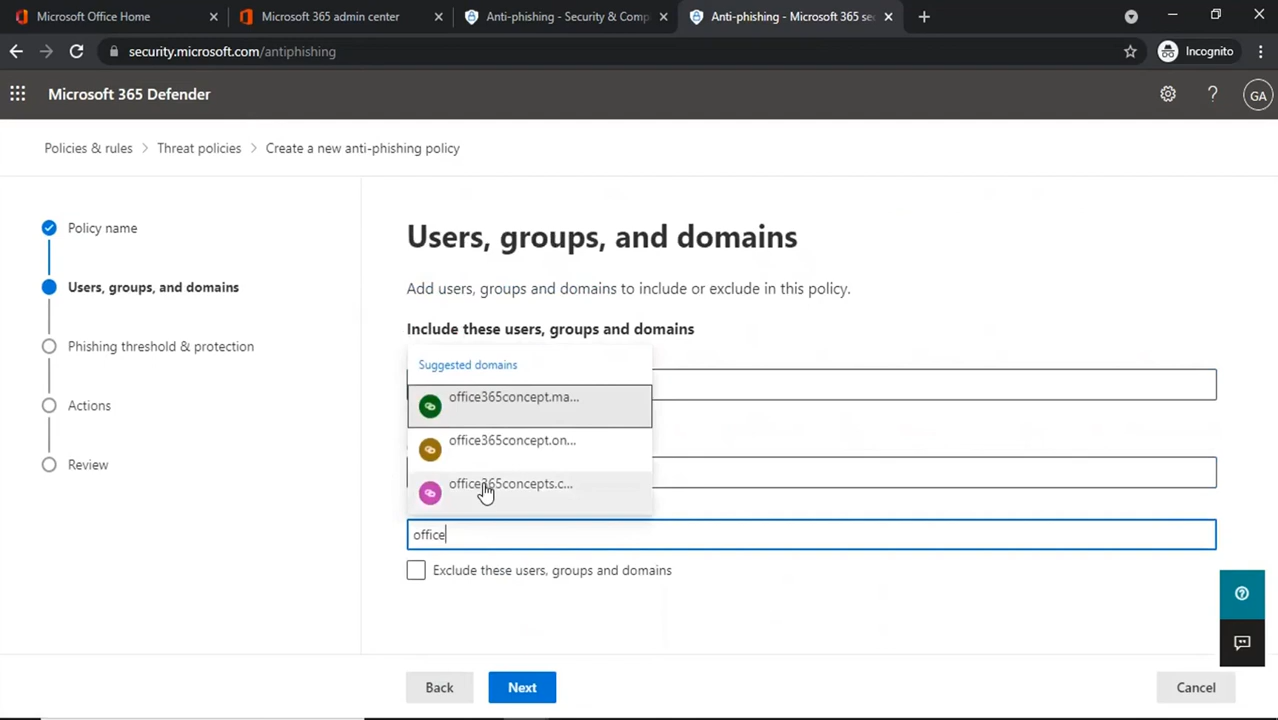 Microsoft Office Home
Microsoft 365 admin center
Anti-phishing - Security & Comp
Anti-phishing - Microsoft 365 sec
security.microsoft.com/antiphishing
Incognito
Microsoft 365 Defender
?
GA
Policies & rules > Threat policies > Create a new anti-phishing policy
Policy name
Users, groups, and domains
Phishing threshold & protection
Actions
Review
Users, groups, and domains
Add users, groups and domains to include or exclude in this policy.
Include these users, groups and domains
Suggested domains
office365concept.ma...
office365concept.on...
office365concepts.c...
office
Exclude these users, groups and domains
Back
Next
Cancel